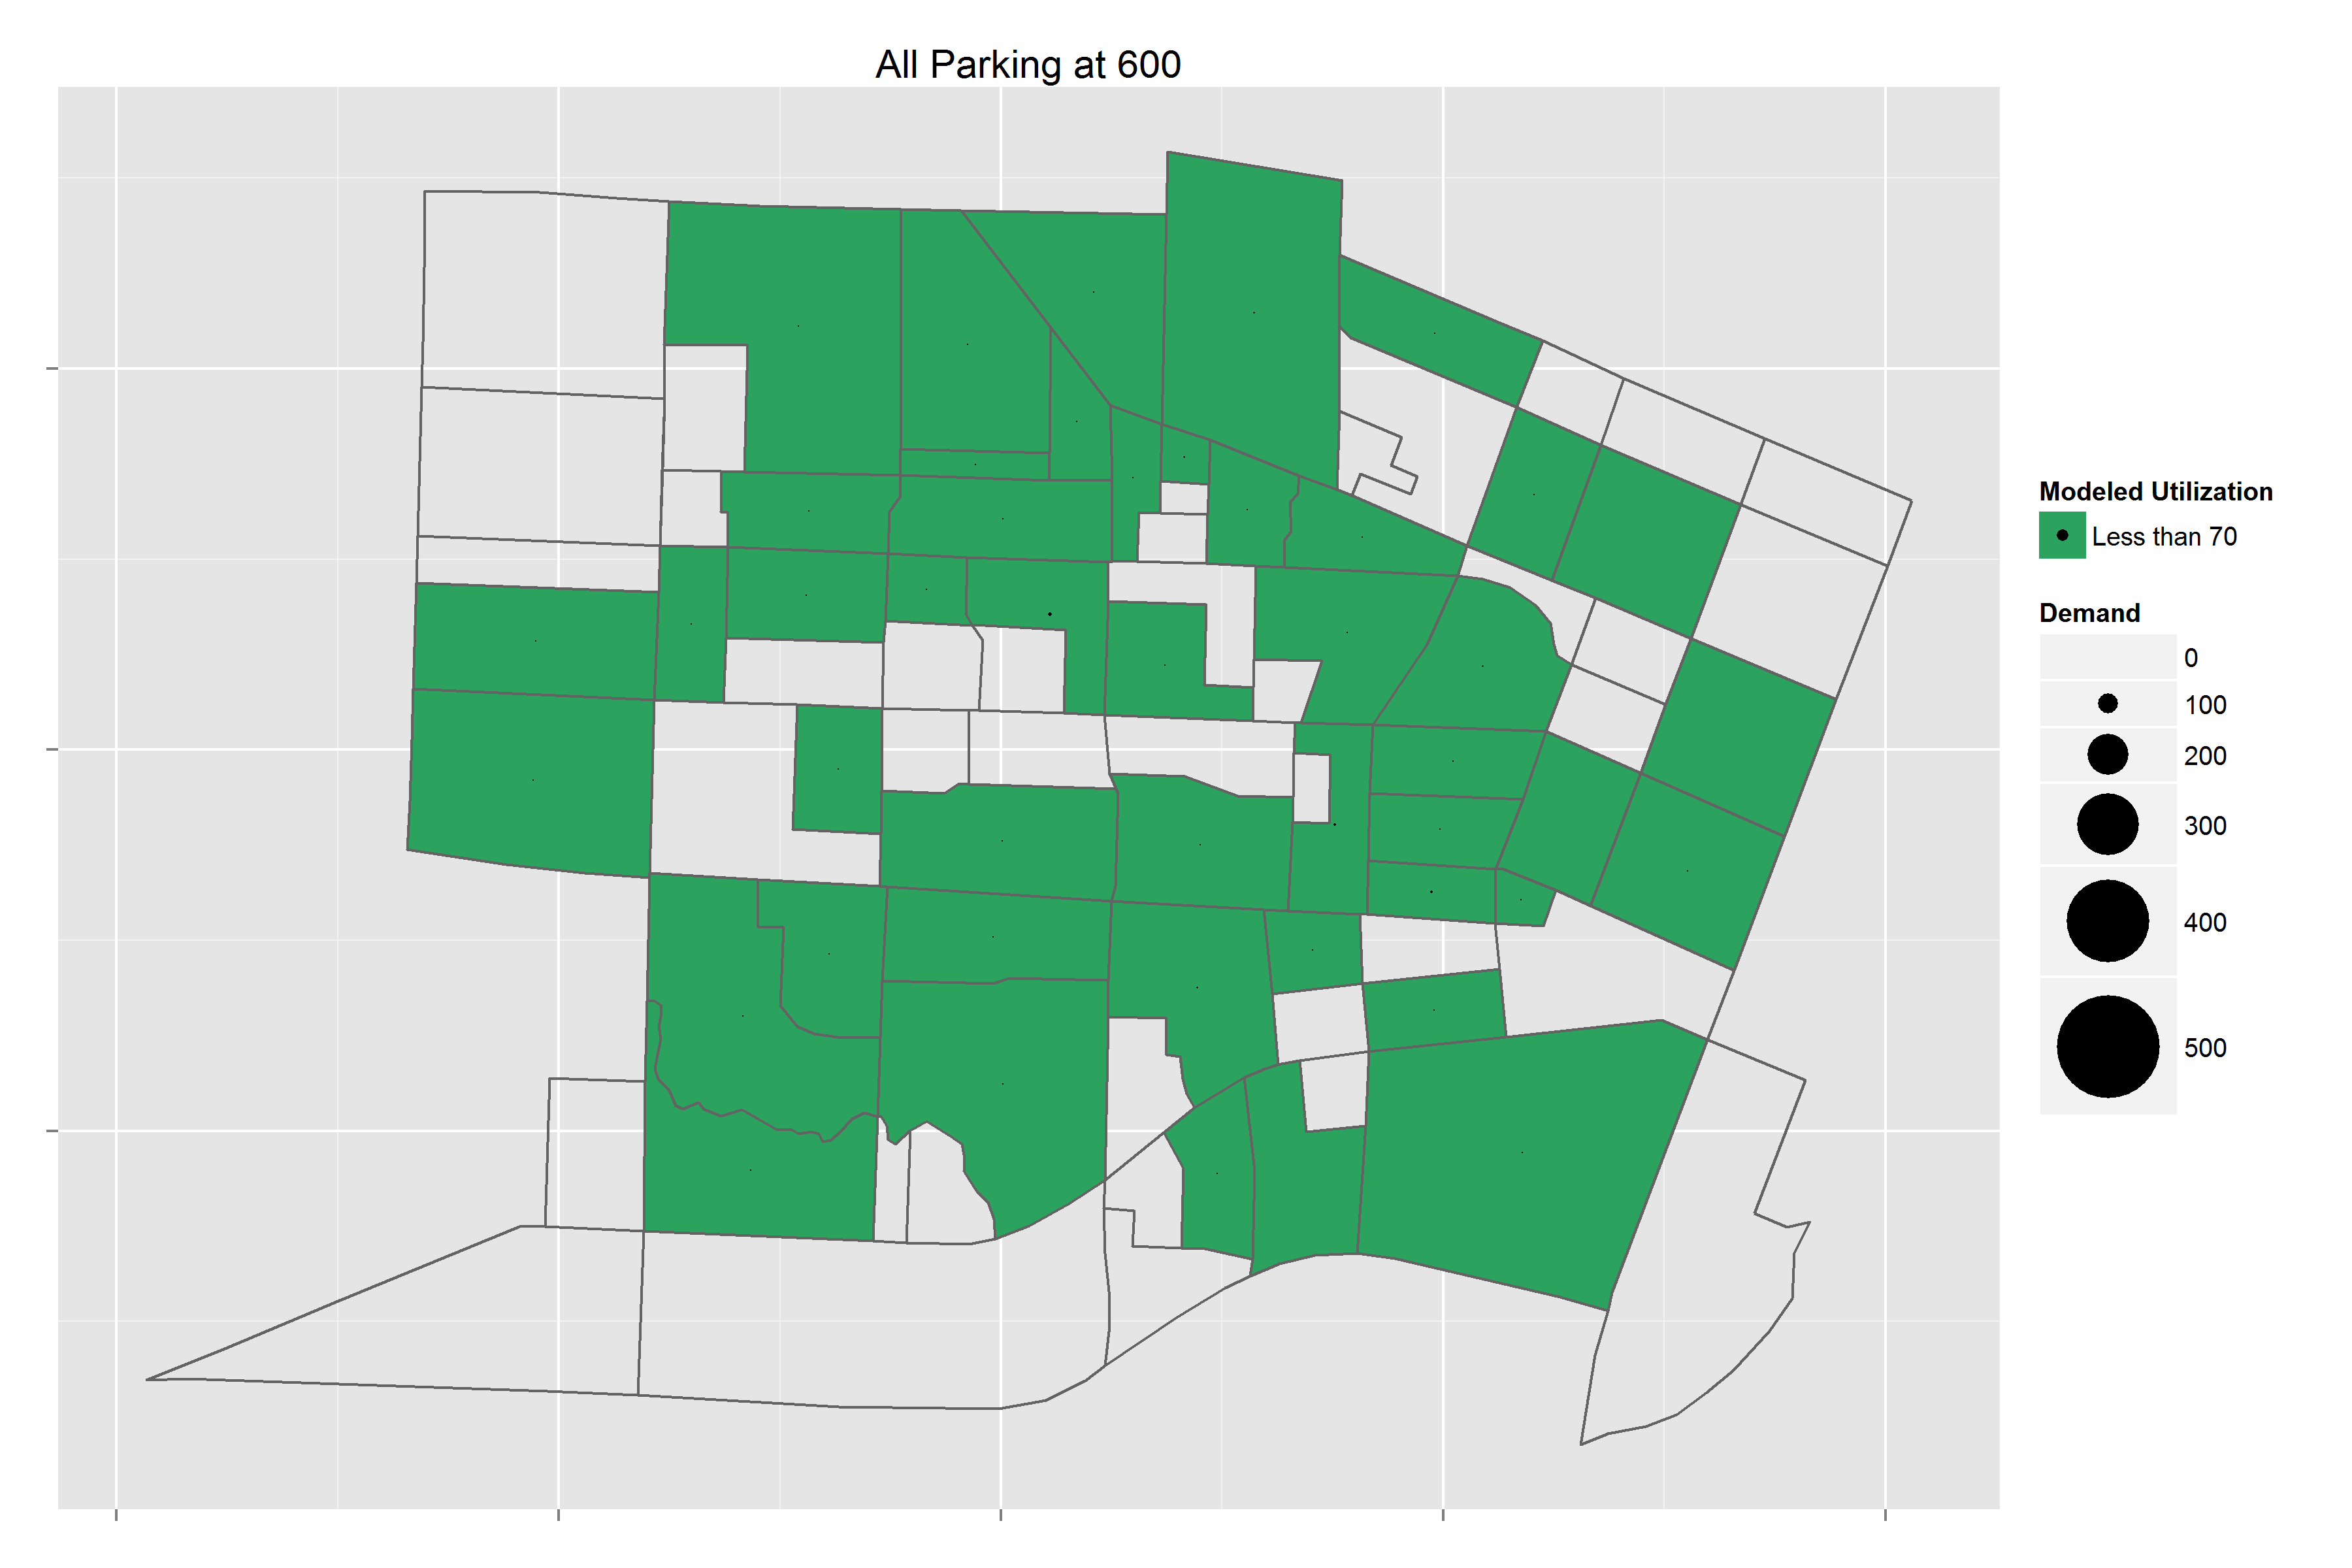 All Parking at 600
Modeled Utilization
Less than 70
Demand
0
100
200
300
400
500